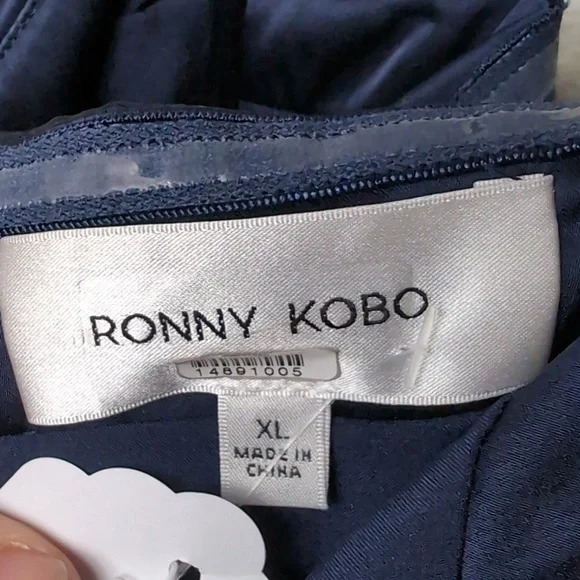 RONNY KOBO
14891005
XL
MADE IN
CHINA